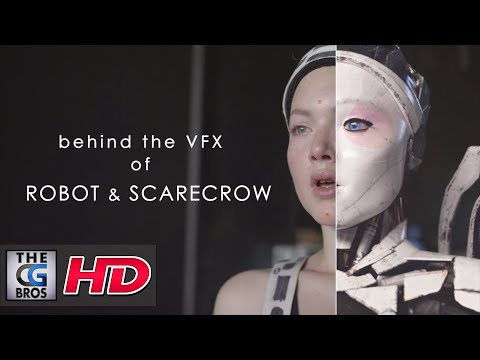 behind the VFX
of
ROBOT & SCARECROW
THE
CG
BROS
HD